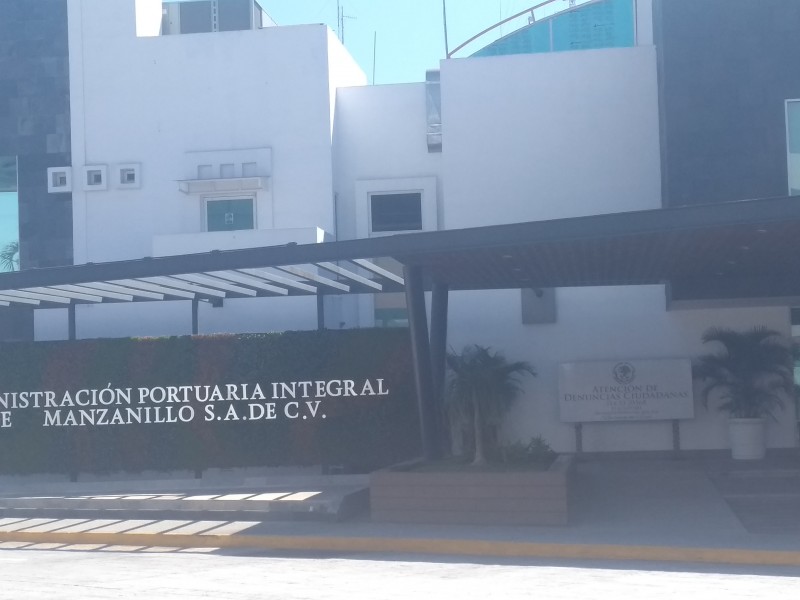 NISTRACIÓN PORTUARIA INTEGRAL
E MANZANILLO S.A.DE C.V.
ATENCIÓN DE
DENUNCIAS CIUDADANAS